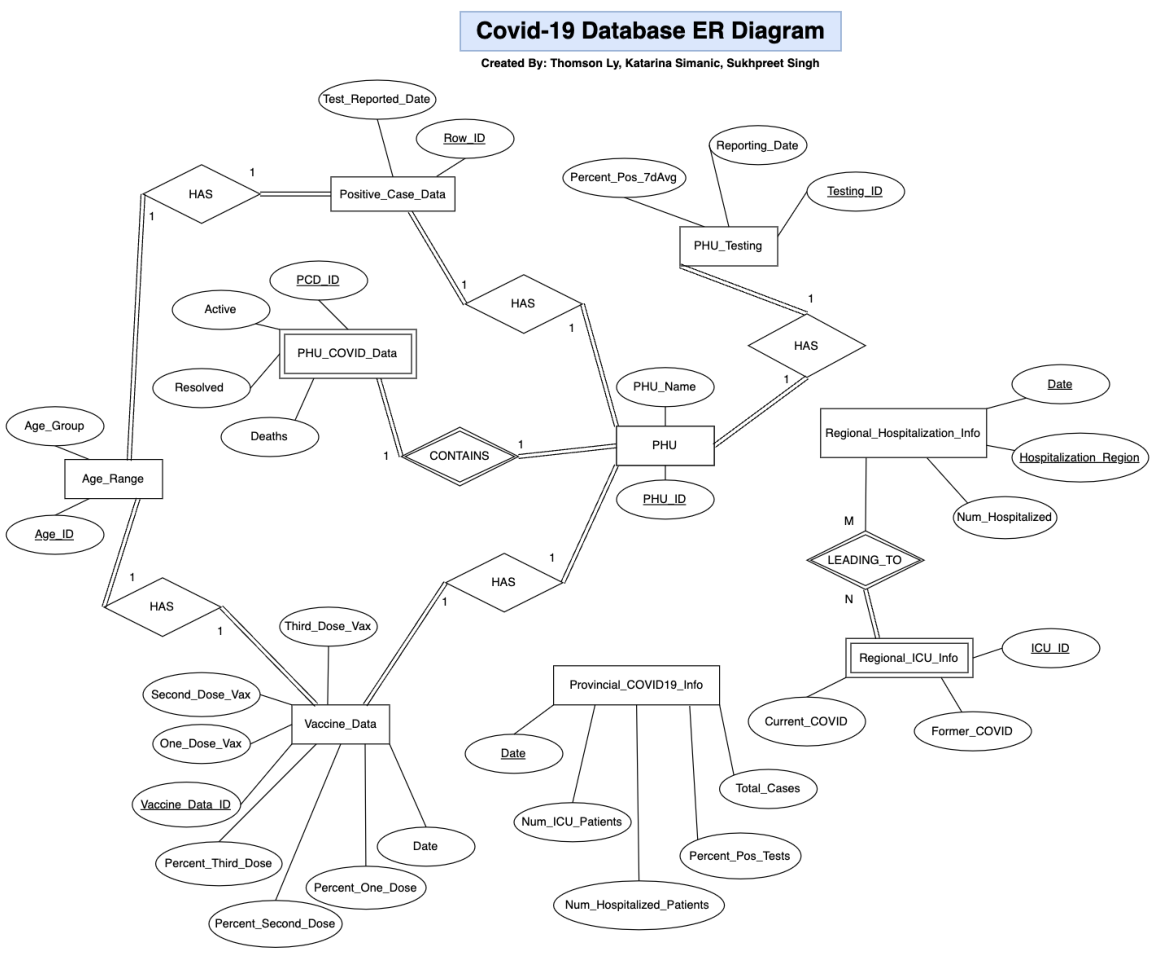 Covid-19 Database ER Diagram
Created By: Thomson Ly, Katarina Simanic, Sukhpreet Singh
Test_Reported_Date
Row_ID
Reporting_Date
Percent_Pos_7dAvg
Testing_ID
HAS
1
1
Positive_Case_Data
PHU_Testing
PCD_ID
Active
PHU_COVID_Data
Resolved
Deaths
1
HAS
1
1
HAS
1
PHU_Name
PHU
PHU_ID
Date
Regional_Hospitalization_Info
Hospitalization_Region
Num_Hospitalized
Age_Group
Age_Range
Age_ID
1
CONTAINS
1
M
LEADING_TO
N
1
HAS
1
1
HAS
1
Third_Dose_Vax
Second_Dose_Vax
One_Dose_Vax
Vaccine_Data
Vaccine_Data_ID
Percent_Third_Dose
Percent_Second_Dose
Percent_One_Dose
Date
Provincial_COVID19_Info
Date
Num_ICU_Patients
Num_Hospitalized_Patients
Percent_Pos_Tests
Total_Cases
Regional_ICU_Info
ICU_ID
Current_COVID
Former_COVID